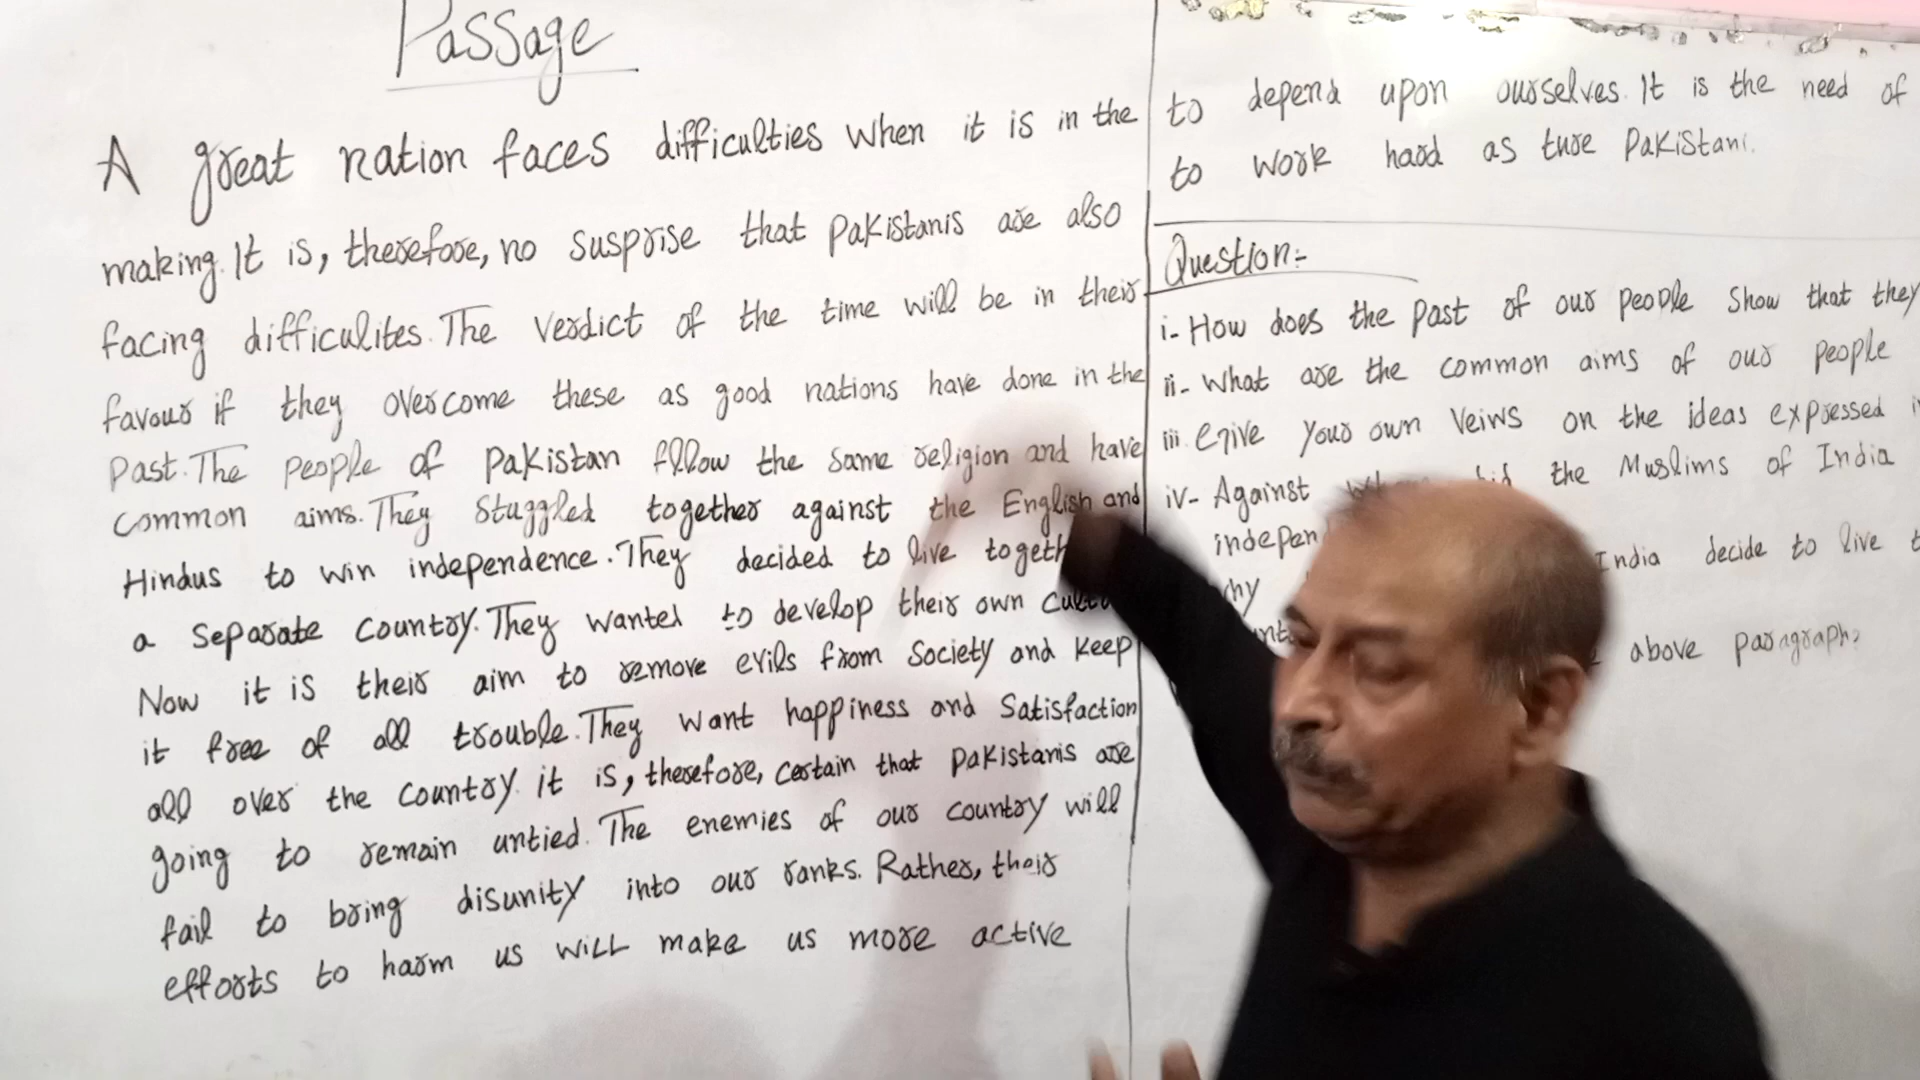 Passage
A great nation faces difficulties when it is in the
making. It is, therefore, no susprise that pakistanis are also
facing difficulites. The verdict of the time will be in their
favour if they overcome these as good nations have done in the
past. The people of pakistan fllow the same religion and have
common aims. They stuggled together against the English and
Hindus to win independence. They decided to live
a separate country. They wanted to develop their own
Now it is their aim to remove evils from society and keep
it free of all trouble. They want happiness and satisfaction
all over the country. it is, therefore, certain that pakistanis are
going to remain untied. The enemies of our country will
fail to bring disunity into our ranks. Rather, their
efforts to harm us will make us more active
to depend upon ourselves. It is the need of
to work hard as ture pakistani.
Question:-
i- How does the past of our people show that they
ii- What are the common aims of our people
iii. Give your own veiws on the ideas expressed
iv- Against the Muslims of India
India decide to live
above paragraph?